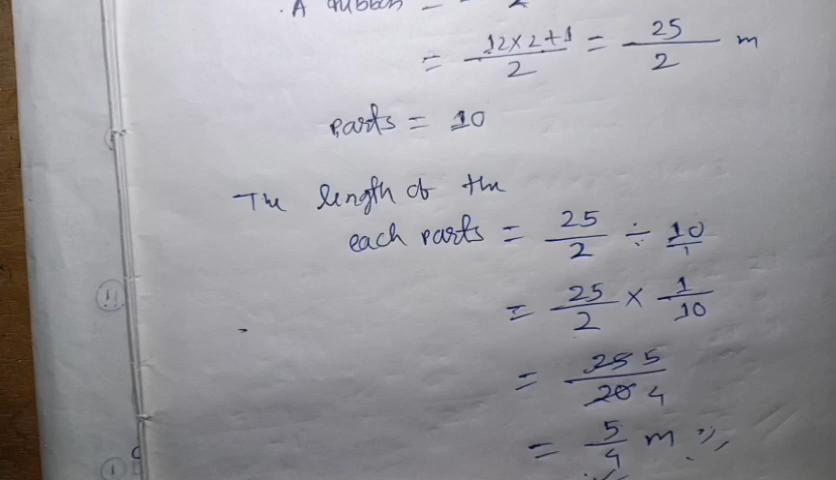 A ribbon =
= 12×2+1/2 = 25/2 m
parts = 10
The length of the
each parts = 25/2 ÷ 10/1
= 25/2 × 1/10
= 25 5/20 4
= 5/4 m